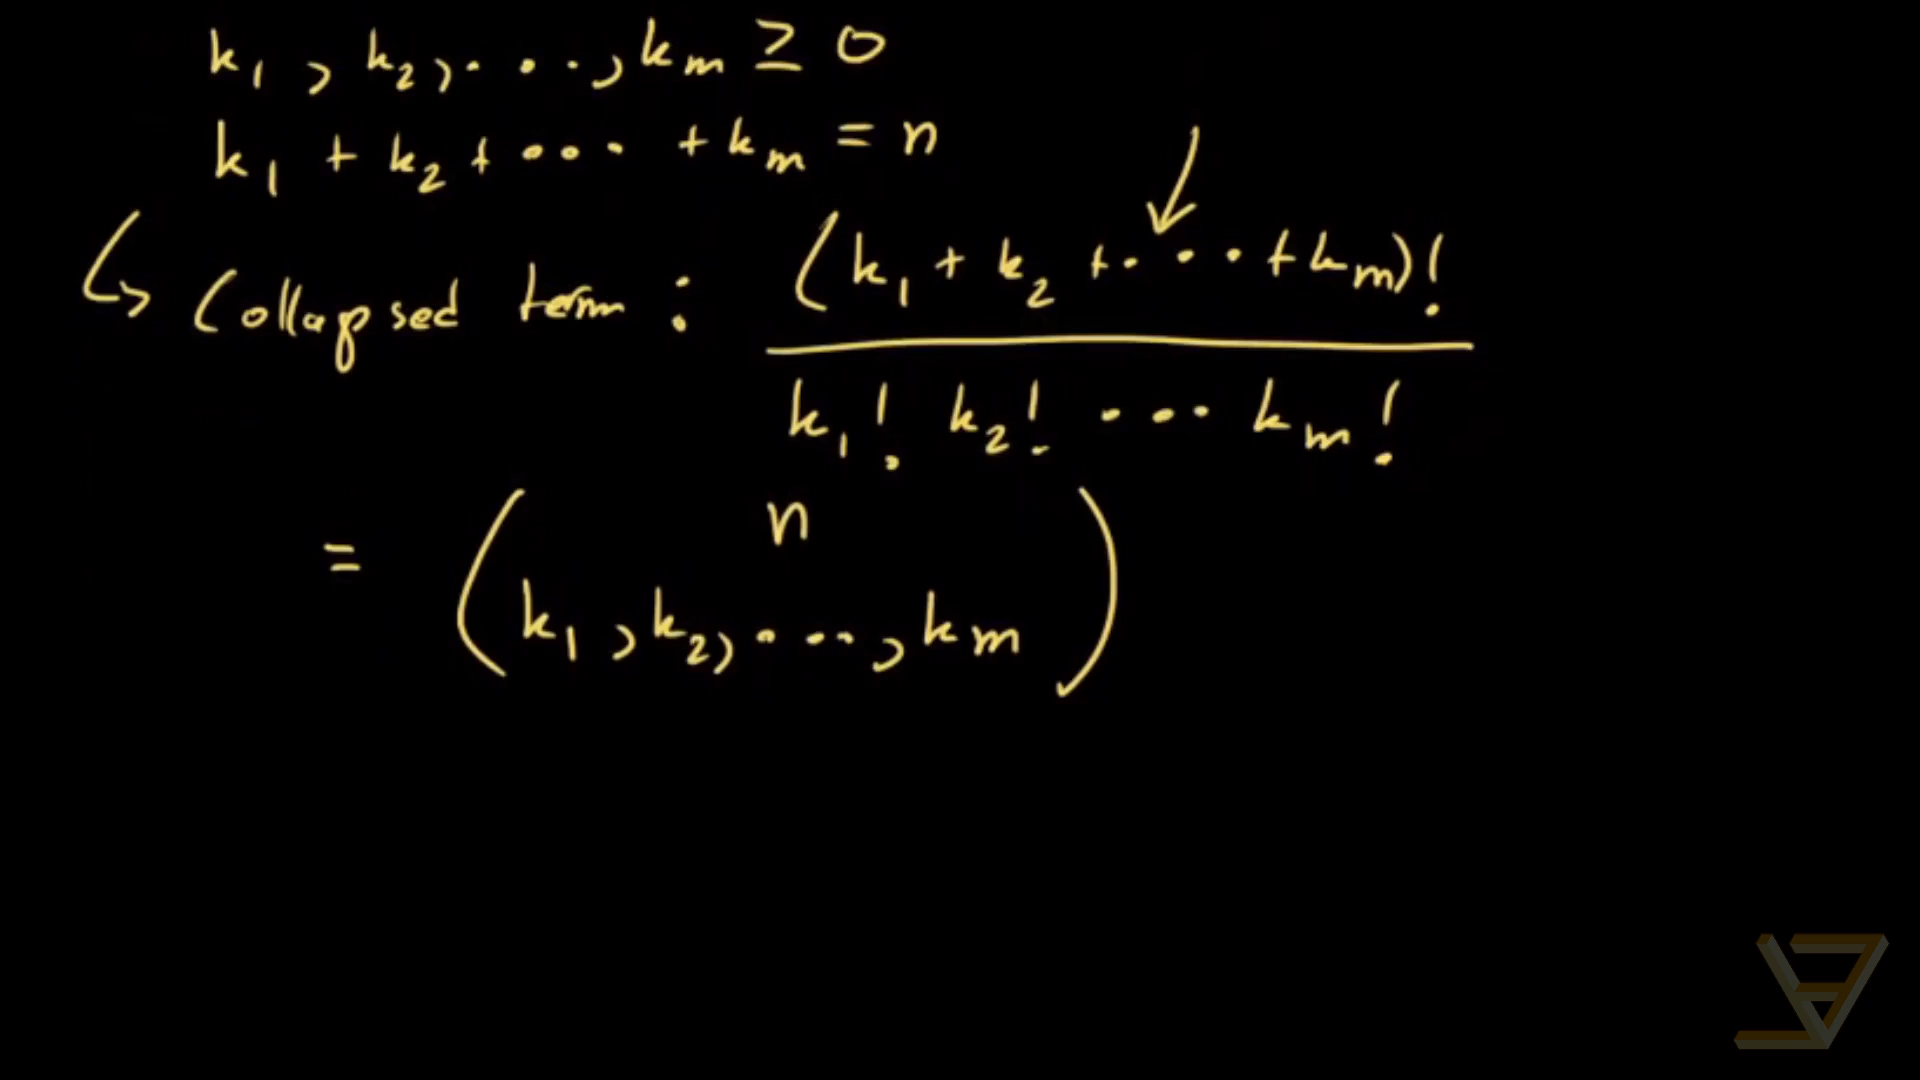 k₁, k₂, ..., kₘ ≥ 0
k₁ + k₂ + ... + kₘ = n
↳ Collapsed term : (k₁ + k₂ + ... + kₘ)!
k₁! k₂! ... kₘ!
= ( n
k₁, k₂, ..., kₘ )